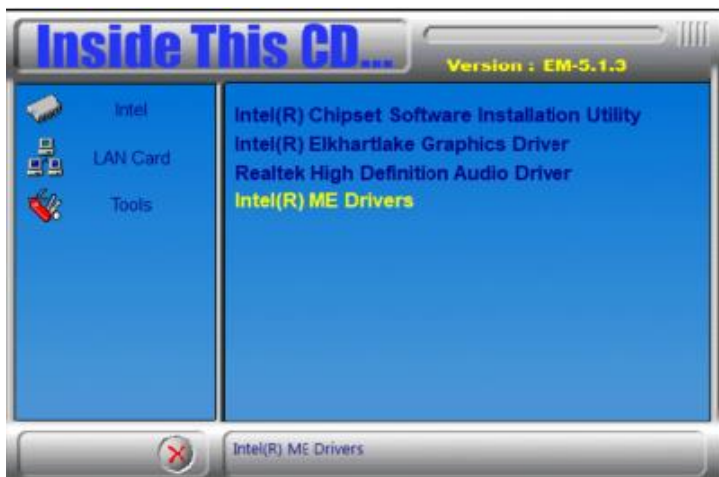 Inside This CD...
Version : EM-5.1.3
Intel
LAN Card
Tools
Intel(R) Chipset Software Installation Utility
Intel(R) Elkhartlake Graphics Driver
Realtek High Definition Audio Driver
Intel(R) ME Drivers
Intel(R) ME Drivers